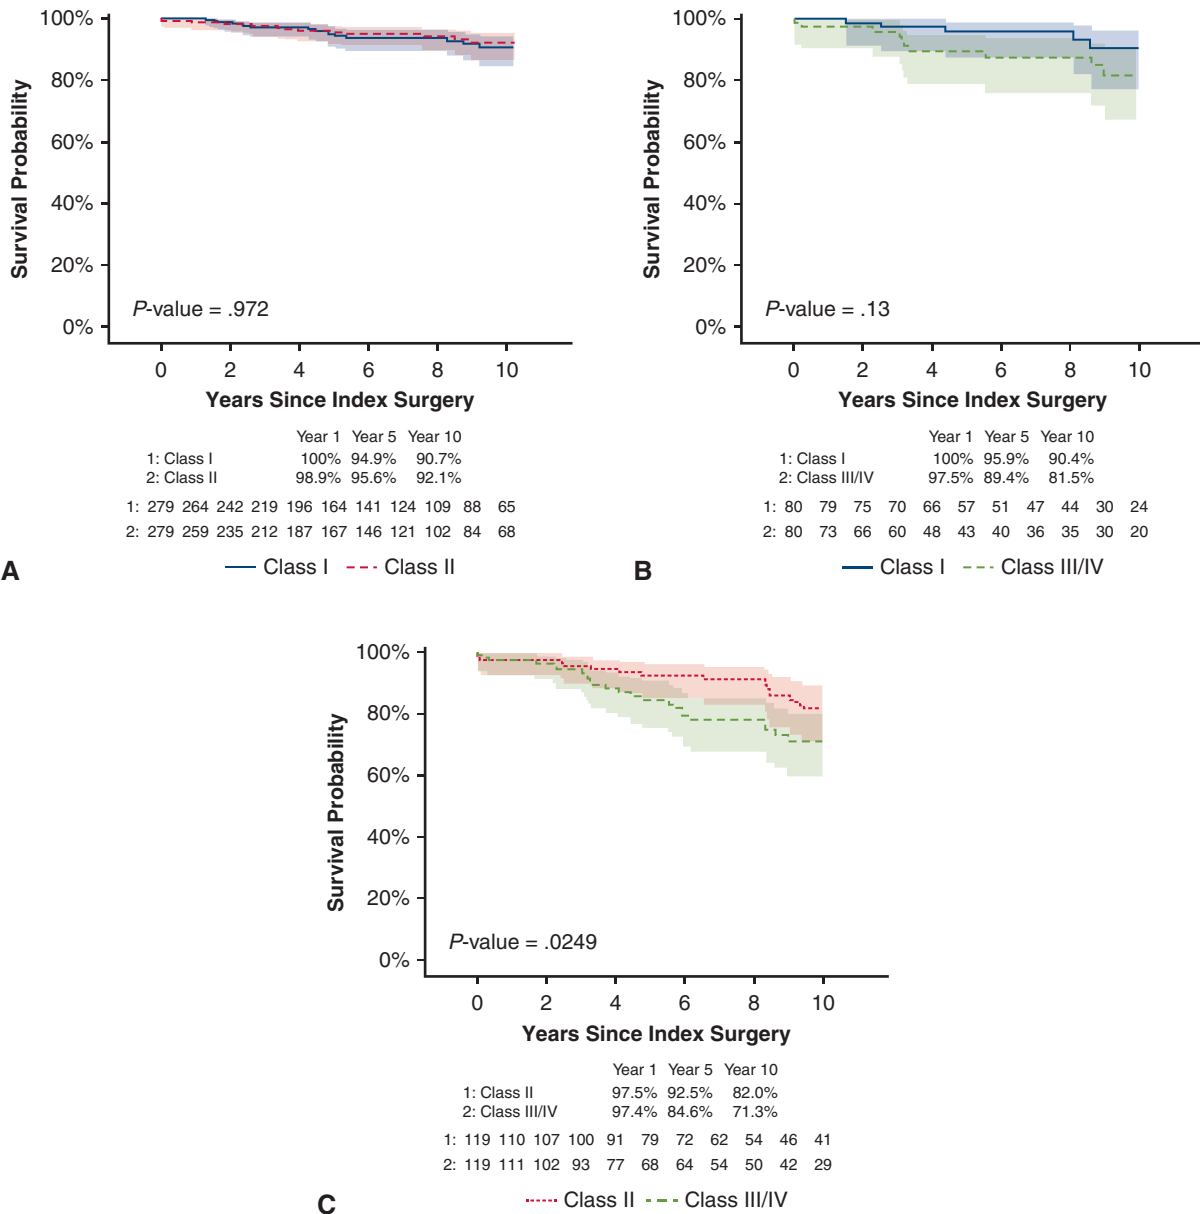 100%
80%
60%
40%
20%
0%
Survival Probability
P-value = .972
0 2 4 6 8 10
Years Since Index Surgery
Year 1 Year 5 Year 10
1: Class I 100% 94.9% 90.7%
2: Class II 98.9% 95.6% 92.1%
1: 279 264 242 219 196 164 141 124 109 88 65
2: 279 259 235 212 187 167 146 121 102 84 68
Class I Class II
A
100%
80%
60%
40%
20%
0%
Survival Probability
P-value = .13
0 2 4 6 8 10
Years Since Index Surgery
Year 1 Year 5 Year 10
1: Class I 100% 95.9% 90.4%
2: Class III/IV 97.5% 89.4% 81.5%
1: 80 79 75 70 66 57 51 47 44 30 24
2: 80 73 66 60 48 43 40 36 35 30 20
Class I Class III/IV
B
100%
80%
60%
40%
20%
0%
Survival Probability
P-value = .0249
0 2 4 6 8 10
Years Since Index Surgery
Year 1 Year 5 Year 10
1: Class II 97.5% 92.5% 82.0%
2: Class III/IV 97.4% 84.6% 71.3%
1: 119 110 107 100 91 79 72 62 54 46 41
2: 119 111 102 93 77 68 64 54 50 42 29
Class II Class III/IV
C